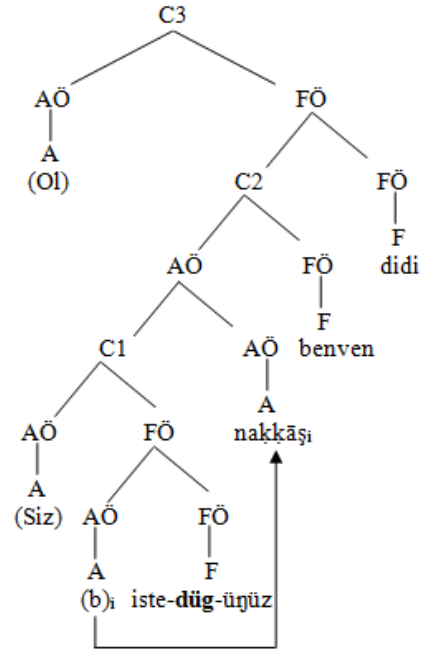 C3
AÖ FÖ
A
(Ol)
C2 FÖ
F
didi
AÖ FÖ
F
benven
C1 AÖ
A
naḳḳāşᵢ
AÖ FÖ
A
(Siz)
AÖ FÖ
A F
(b)ᵢ iste-düg-üŋüz